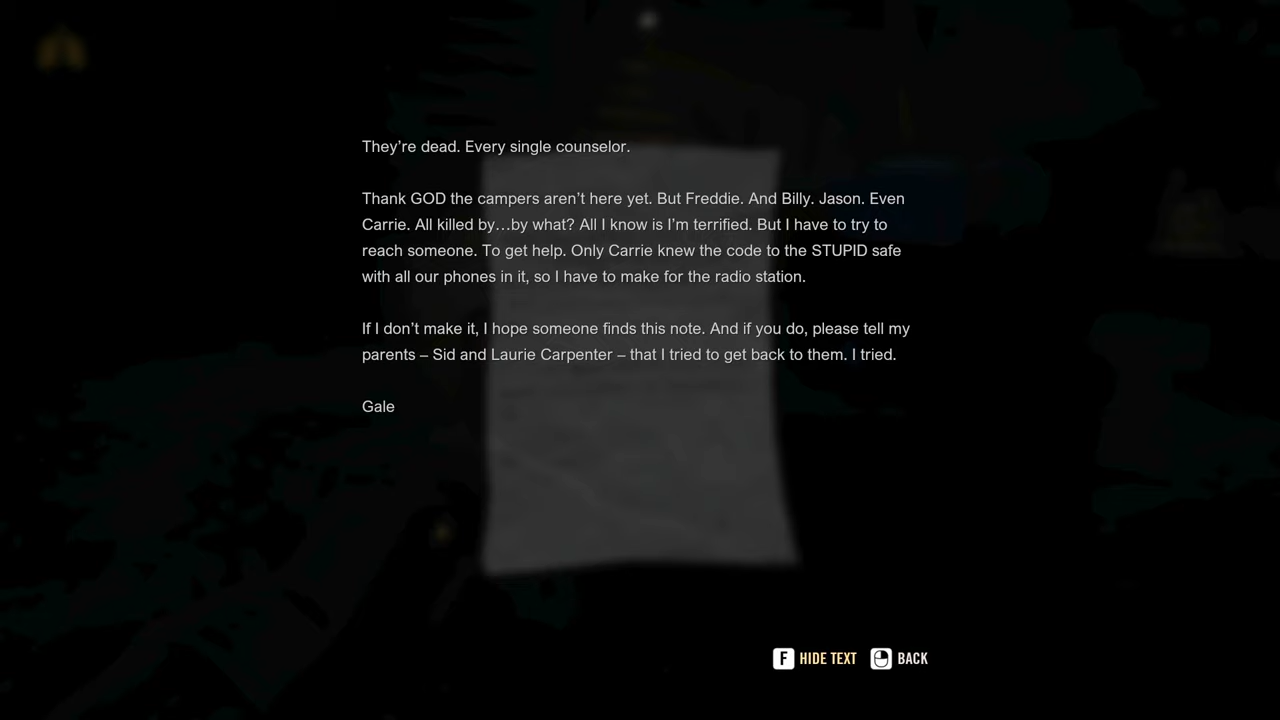 They’re dead. Every single counselor.
Thank GOD the campers aren’t here yet. But Freddie. And Billy. Jason. Even
Carrie. All killed by…by what? All I know is I’m terrified. But I have to try to
reach someone. To get help. Only Carrie knew the code to the STUPID safe
with all our phones in it, so I have to make for the radio station.
If I don’t make it, I hope someone finds this note. And if you do, please tell my
parents – Sid and Laurie Carpenter – that I tried to get back to them. I tried.
Gale
F HIDE TEXT BACK